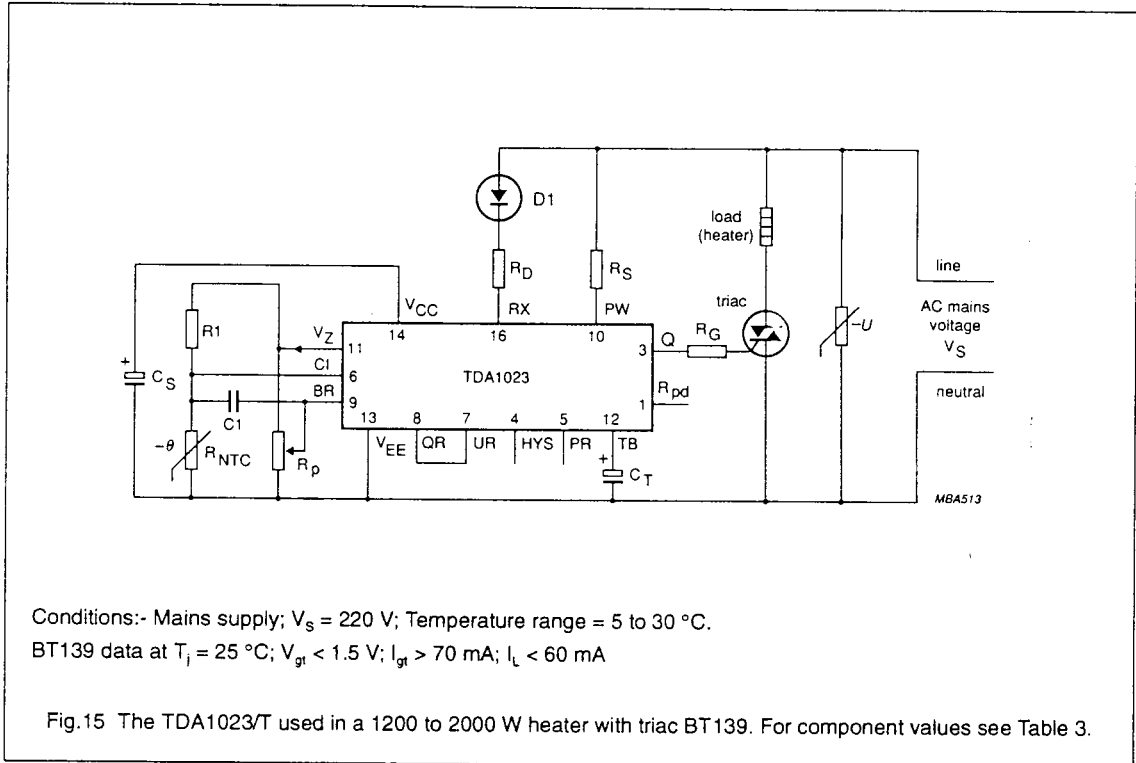 D1
load
(heater)
R_D
R_S
line
V_CC
RX
PW
triac
AC mains
voltage
V_S
-U
R1
V_Z
14
16
10
Q
R_G
11
3
CI
6
TDA1023
+
C_S
BR
9
R_pd
1
neutral
C1
13
8
7
4
5
12
-θ
R_NTC
R_p
V_EE
QR
UR
HYS
PR
TB
+
C_T
MBA513
Conditions:- Mains supply; V_S = 220 V; Temperature range = 5 to 30 °C.
BT139 data at T_j = 25 °C; V_gt < 1.5 V; I_gt > 70 mA; I_L < 60 mA
Fig.15 The TDA1023/T used in a 1200 to 2000 W heater with triac BT139. For component values see Table 3.